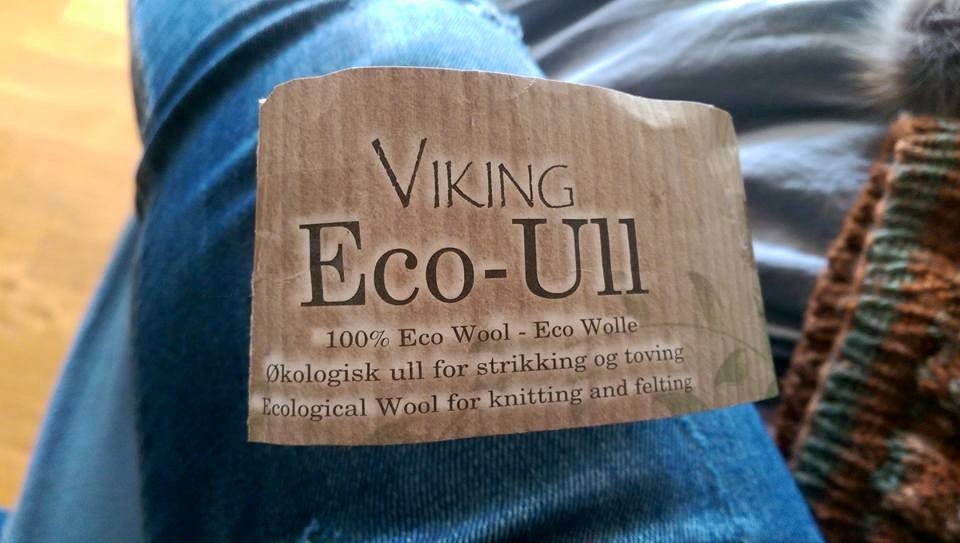 VIKING
Eco-Ull
100% Eco Wool - Eco Wolle
Økologisk ull for strikking og toving
Ecological Wool for knitting and felting